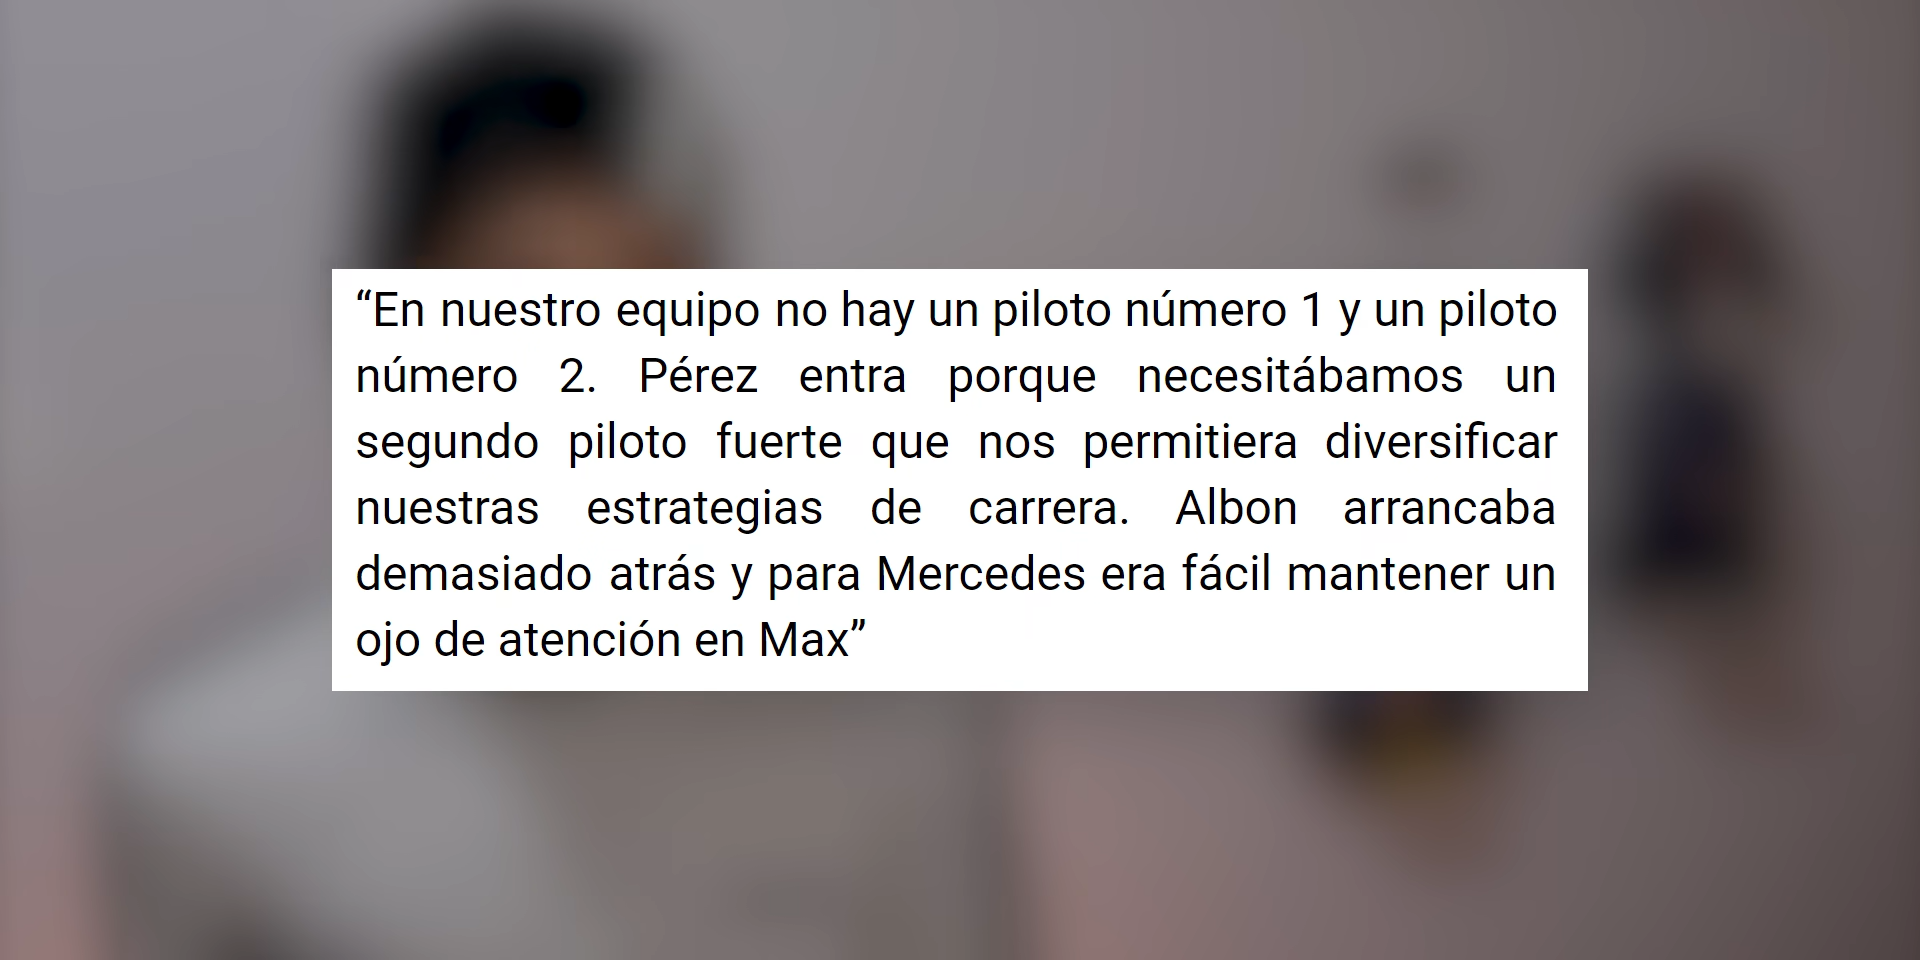 “En nuestro equipo no hay un piloto número 1 y un piloto
número 2. Pérez entra porque necesitábamos un
segundo piloto fuerte que nos permitiera diversificar
nuestras estrategias de carrera. Albon arrancaba
demasiado atrás y para Mercedes era fácil mantener un
ojo de atención en Max”